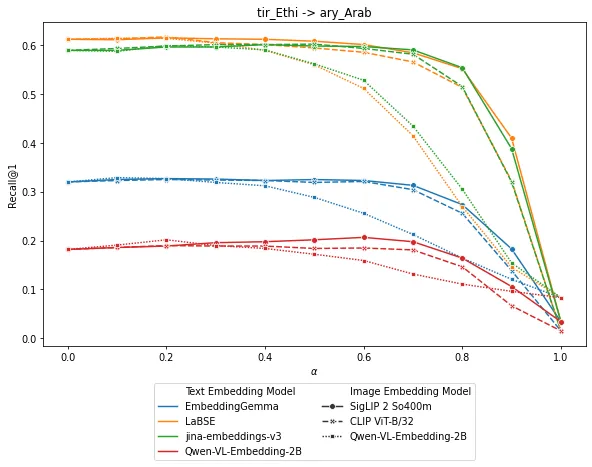 tir_Ethi -> ary_Arab
Recall@1
0.6
0.5
0.4
0.3
0.2
0.1
0.0
0.0 0.2 0.4 0.6 0.8 1.0
α
Text Embedding Model
EmbeddingGemma
LaBSE
jina-embeddings-v3
Qwen-VL-Embedding-2B
Image Embedding Model
SigLIP 2 So400m
CLIP ViT-B/32
Qwen-VL-Embedding-2B